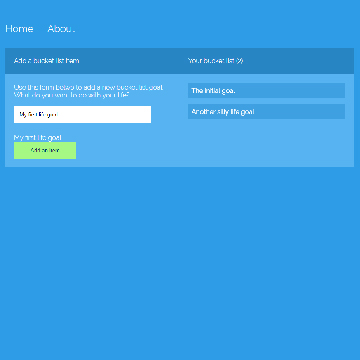 Home About
Add a bucket list item
Your bucket list (2)
Use this form below to add a new bucket list goal.
What do you want to do with your life?
My first life goal
My first life goal
Add an item
The initial goal
Another silly life goal